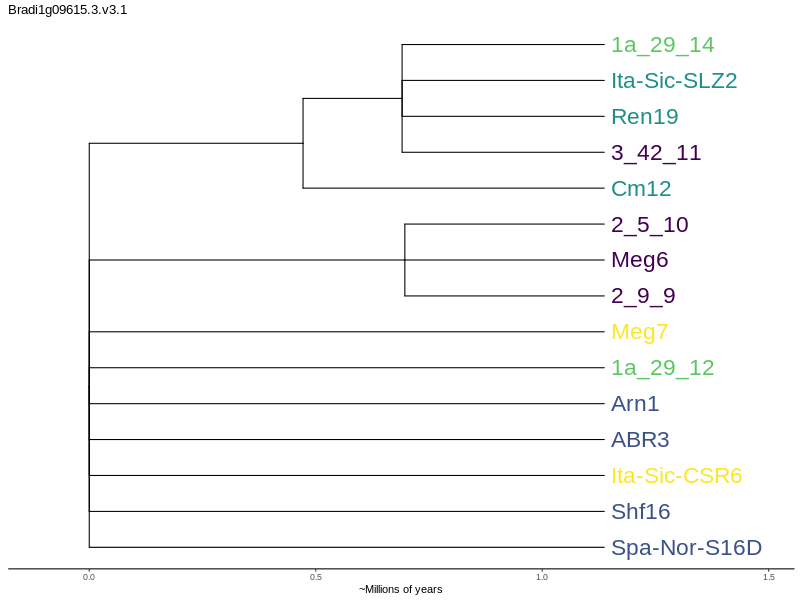 Bradi1g09615.3.v3.1
1a_29_14
Ita-Sic-SLZ2
Ren19
3_42_11
Cm12
2_5_10
Meg6
2_9_9
Meg7
1a_29_12
Arn1
ABR3
Ita-Sic-CSR6
Shf16
Spa-Nor-S16D
0.0 0.5 1.0 1.5
~Millions of years